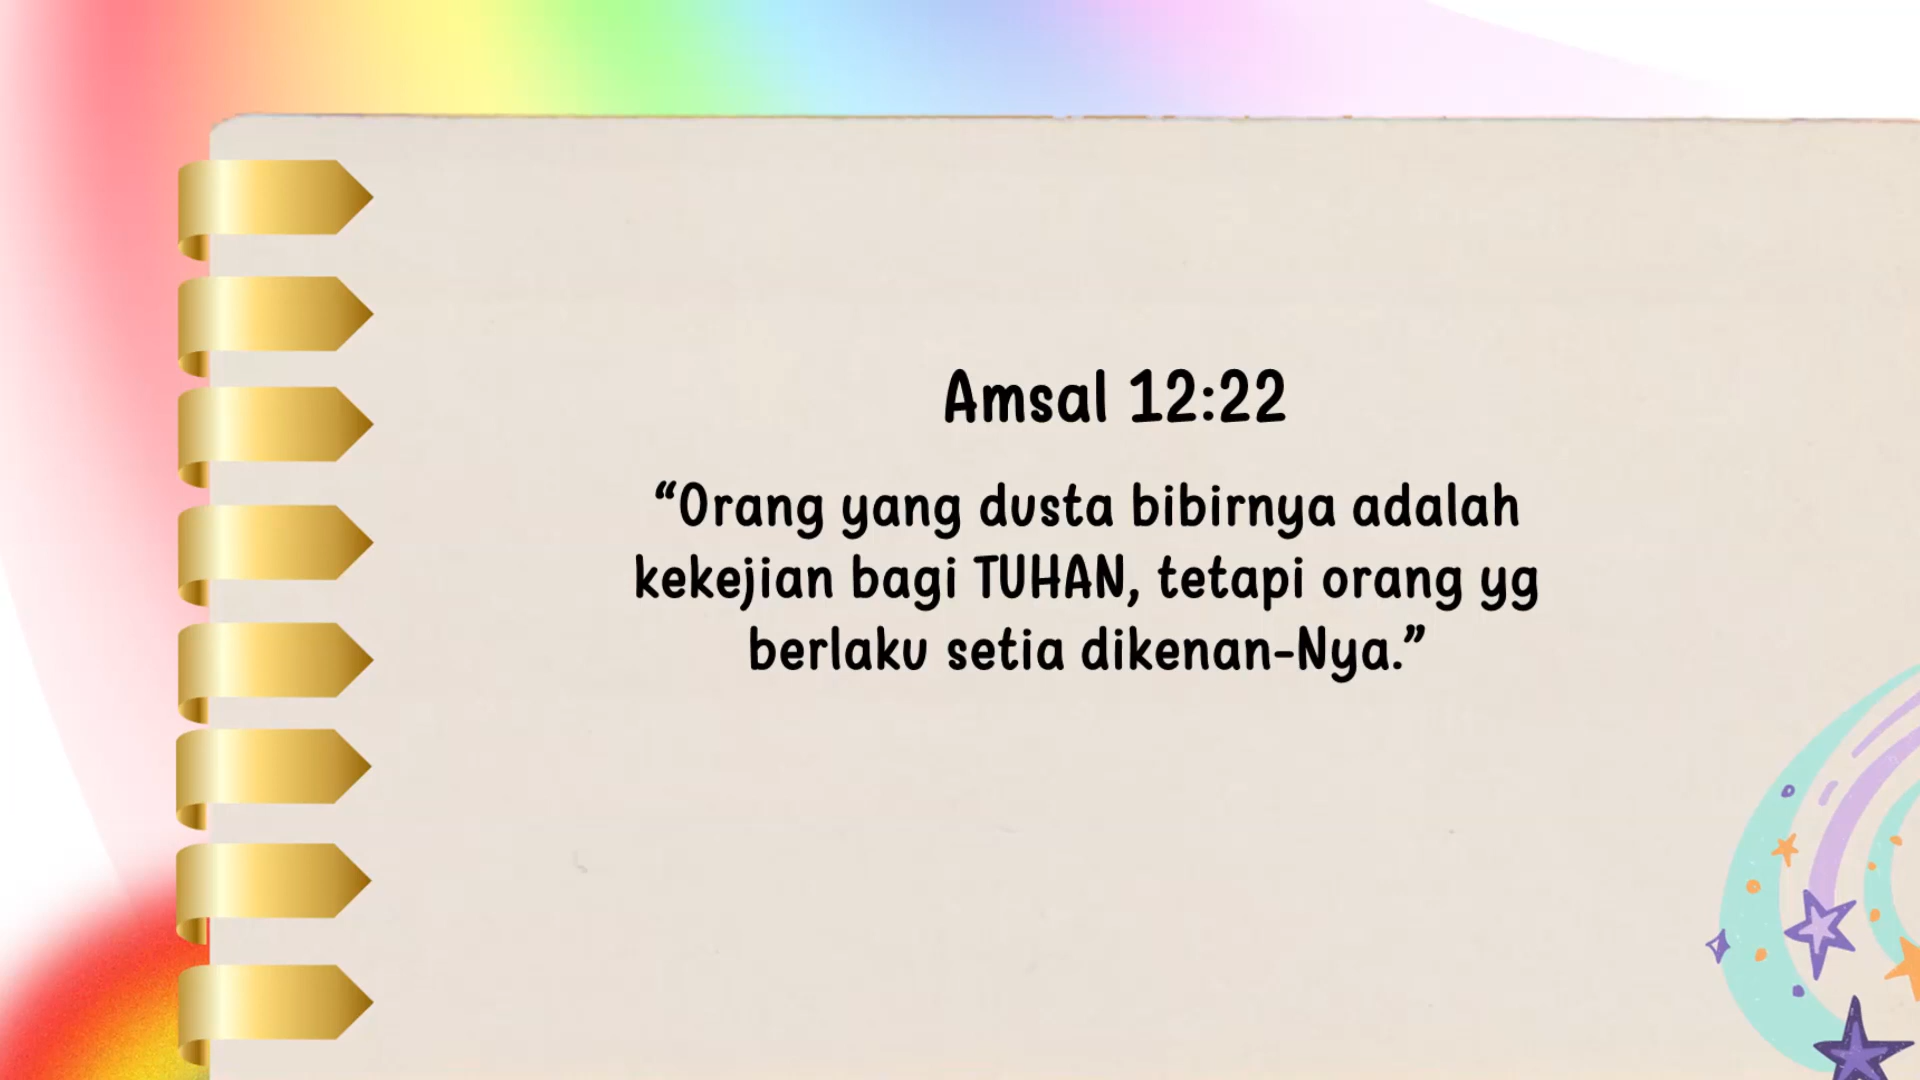 Amsal 12:22
“Orang yang dusta bibirnya adalah
kekejian bagi TUHAN, tetapi orang yg
berlaku setia dikenan-Nya.”